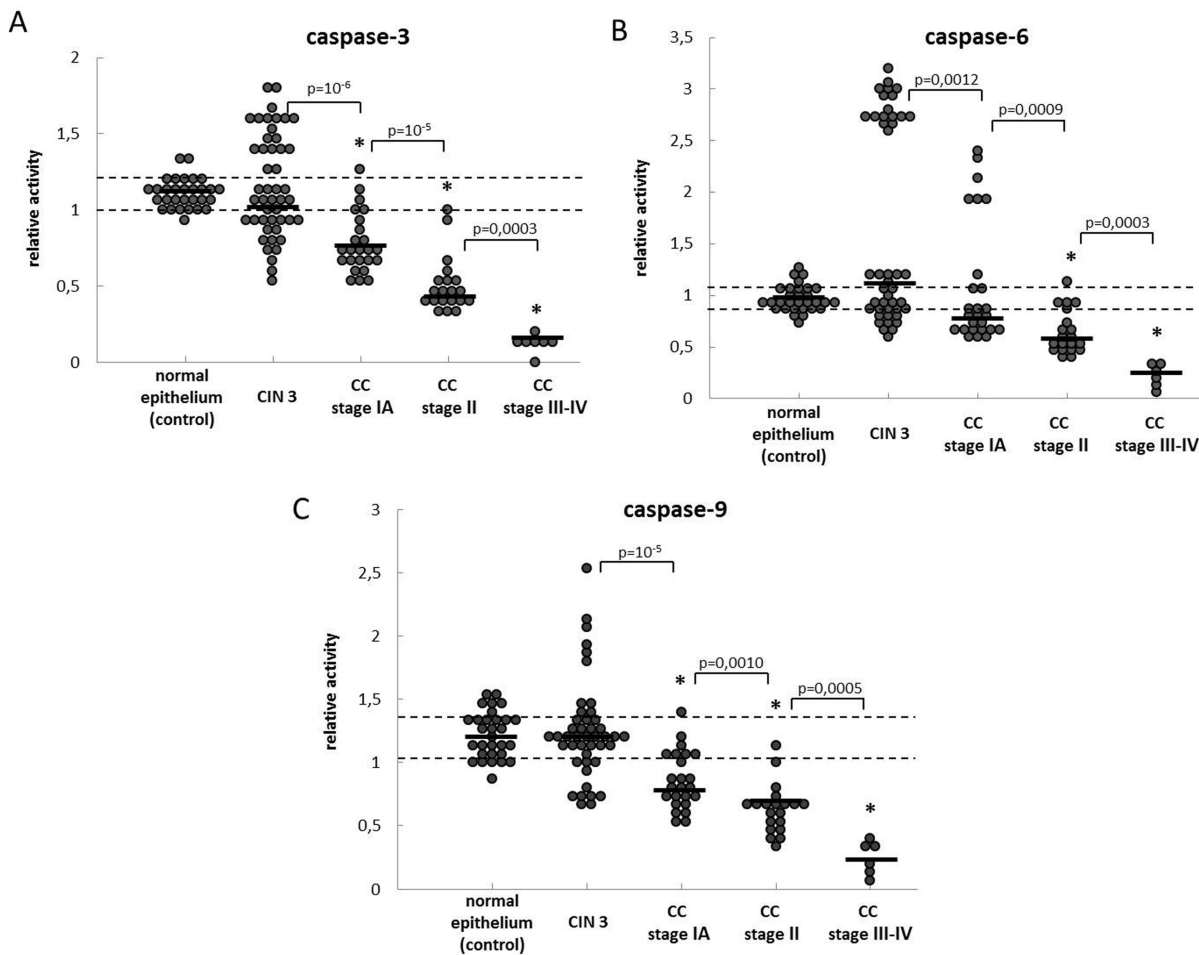 A
caspase-3
relative activity
2
1,5
1
0,5
0
p=10⁻⁶
p=10⁻⁵
p=0,0003
*
*
*
normal
epithelium
(control)
CIN 3
CC
stage IA
CC
stage II
CC
stage III-IV
B
caspase-6
relative activity
3,5
3
2,5
2
1,5
1
0,5
0
p=0,0012
p=0,0009
p=0,0003
*
*
normal
epithelium
(control)
CIN 3
CC
stage IA
CC
stage II
CC
stage III-IV
C
caspase-9
relative activity
3
2,5
2
1,5
1
0,5
0
p=10⁻⁵
p=0,0010
p=0,0005
*
*
*
normal
epithelium
(control)
CIN 3
CC
stage IA
CC
stage II
CC
stage III-IV